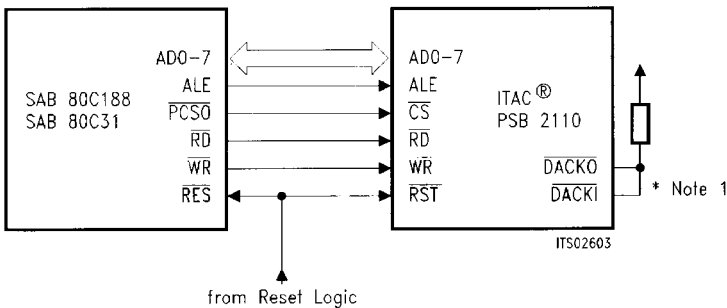 SAB 80C188
SAB 80C31
AD0-7
ALE
PCS0
RD
WR
RES
AD0-7
ALE
CS
RD
WR
RST
ITAC®
PSB 2110
DACK0
DACKI
* Note 1
ITS02603
from Reset Logic